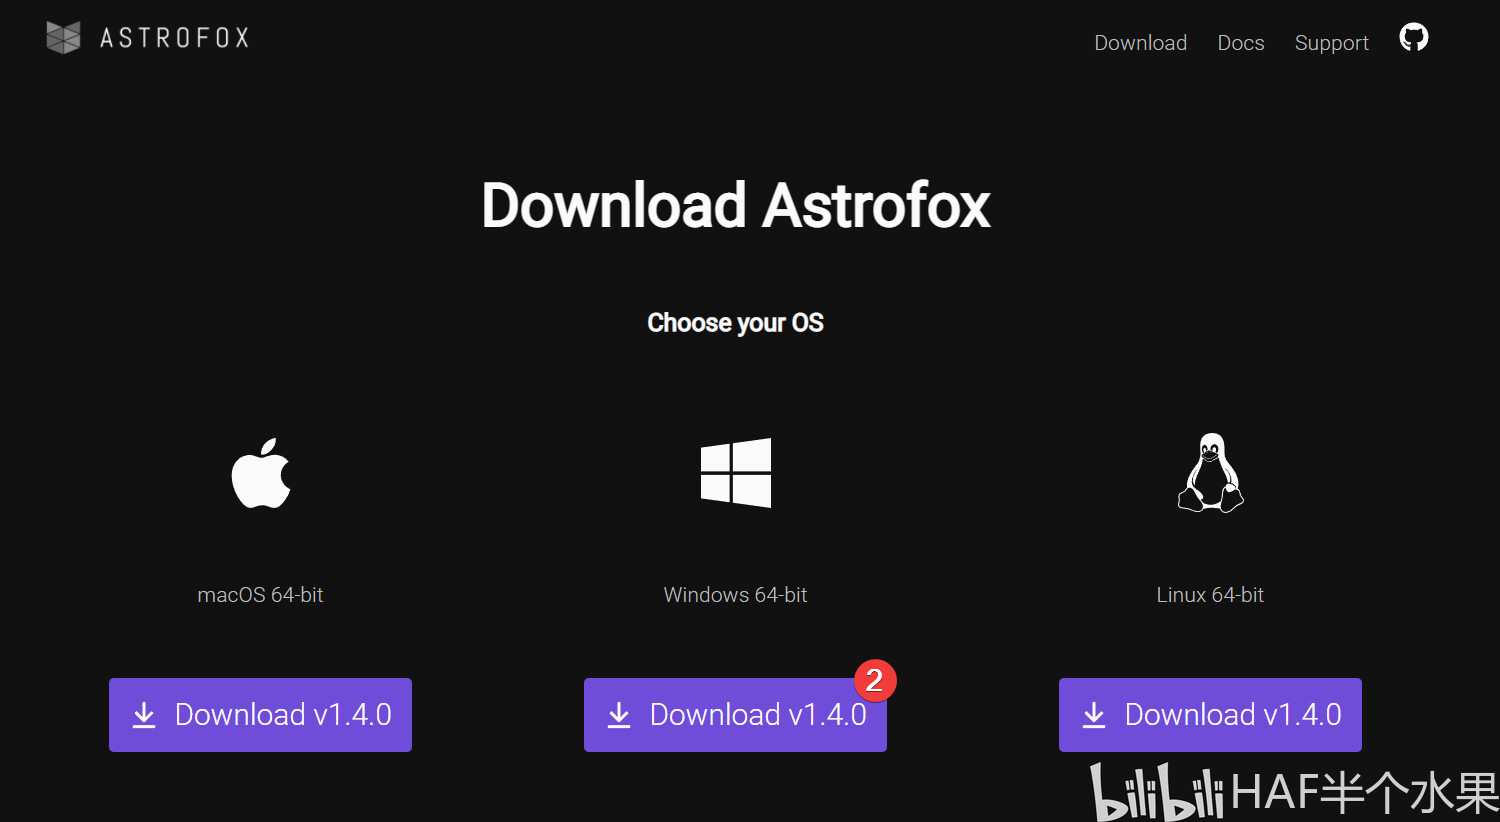 ASTROFOX
Download Docs Support
Download Astrofox
Choose your OS
macOS 64-bit
Windows 64-bit
Linux 64-bit
Download v1.4.0
2
Download v1.4.0
Download v1.4.0
bilibili HAF半个水果